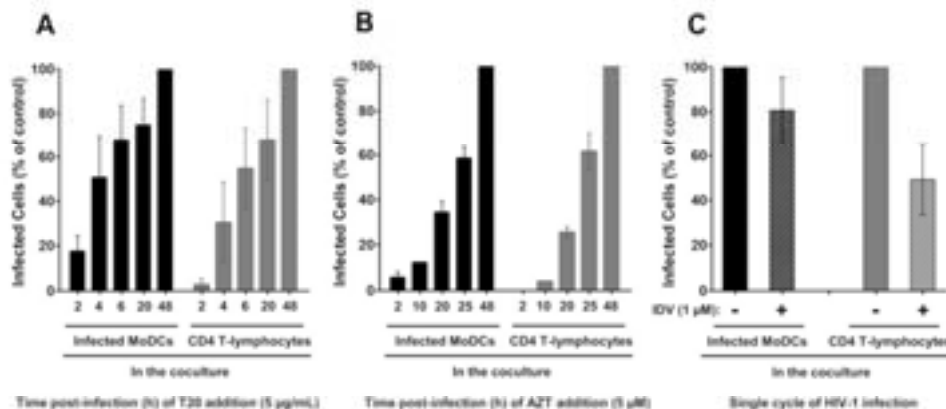 A
B
C
Infected Cells (% of control)
100
80
60
40
20
0
2 4 6 20 48 2 4 6 20 48
Infected MoDCs CD4 T-lymphocytes
In the coculture
Time post-infection (h) of T20 addition (5 µg/mL)
Infected Cells (% of control)
100
80
60
40
20
0
2 10 20 25 48 2 10 20 25 48
Infected MoDCs CD4 T-lymphocytes
In the coculture
Time post-infection (h) of AZT addition (5 µM)
Infected Cells (% of control)
100
80
60
40
20
0
IDV (1 µM): - + - +
Infected MoDCs CD4 T-lymphocytes
In the coculture
Single cycle of HIV-1 infection